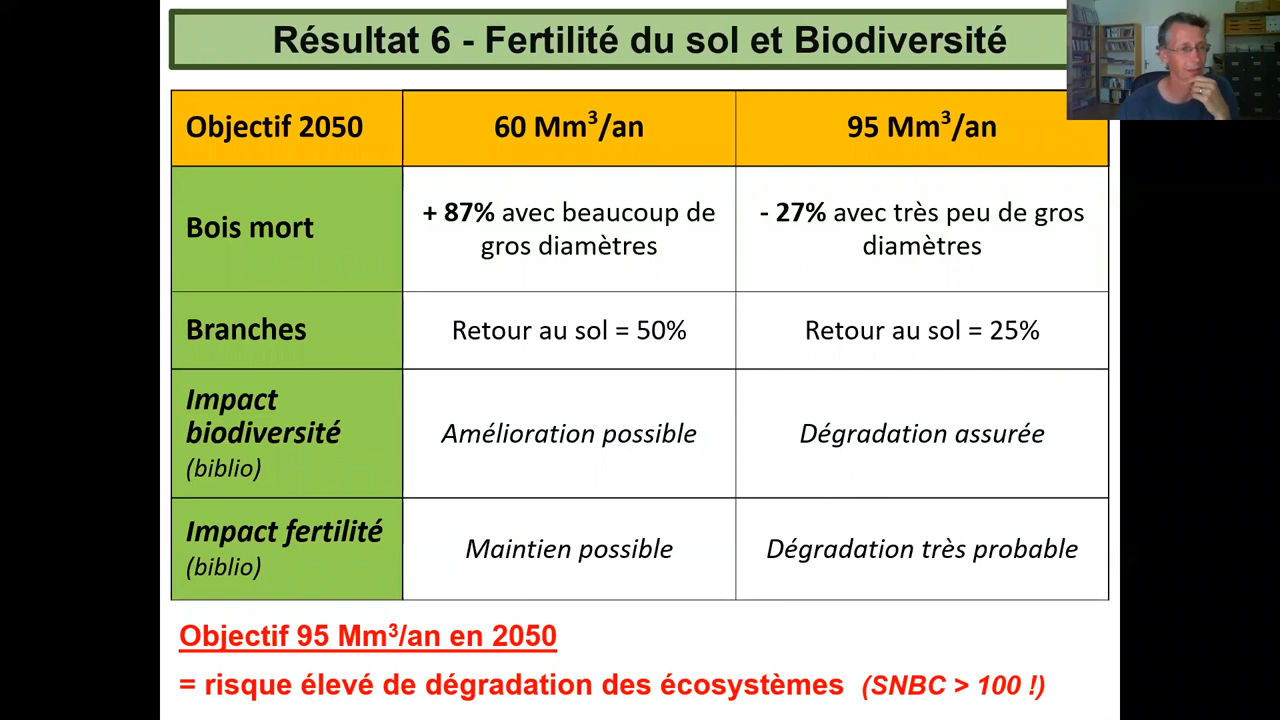 Résultat 6 - Fertilité du sol et Biodiversité
Objectif 2050
60 Mm³/an
95 Mm³/an
Bois mort
+ 87% avec beaucoup de
gros diamètres
- 27% avec très peu de gros
diamètres
Branches
Retour au sol = 50%
Retour au sol = 25%
Impact
biodiversité
(biblio)
Amélioration possible
Dégradation assurée
Impact fertilité
(biblio)
Maintien possible
Dégradation très probable
Objectif 95 Mm³/an en 2050
= risque élevé de dégradation des écosystèmes (SNBC > 100 !)